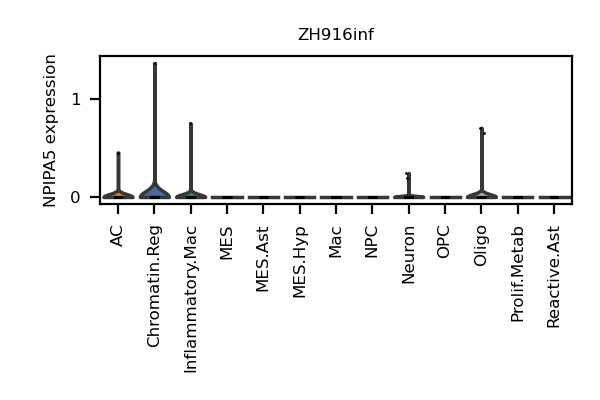 ZH916inf
NPIPA5 expression
1
0
AC
Chromatin.Reg
Inflammatory.Mac
MES
MES.Ast
MES.Hyp
Mac
NPC
Neuron
OPC
Oligo
Prolif.Metab
Reactive.Ast